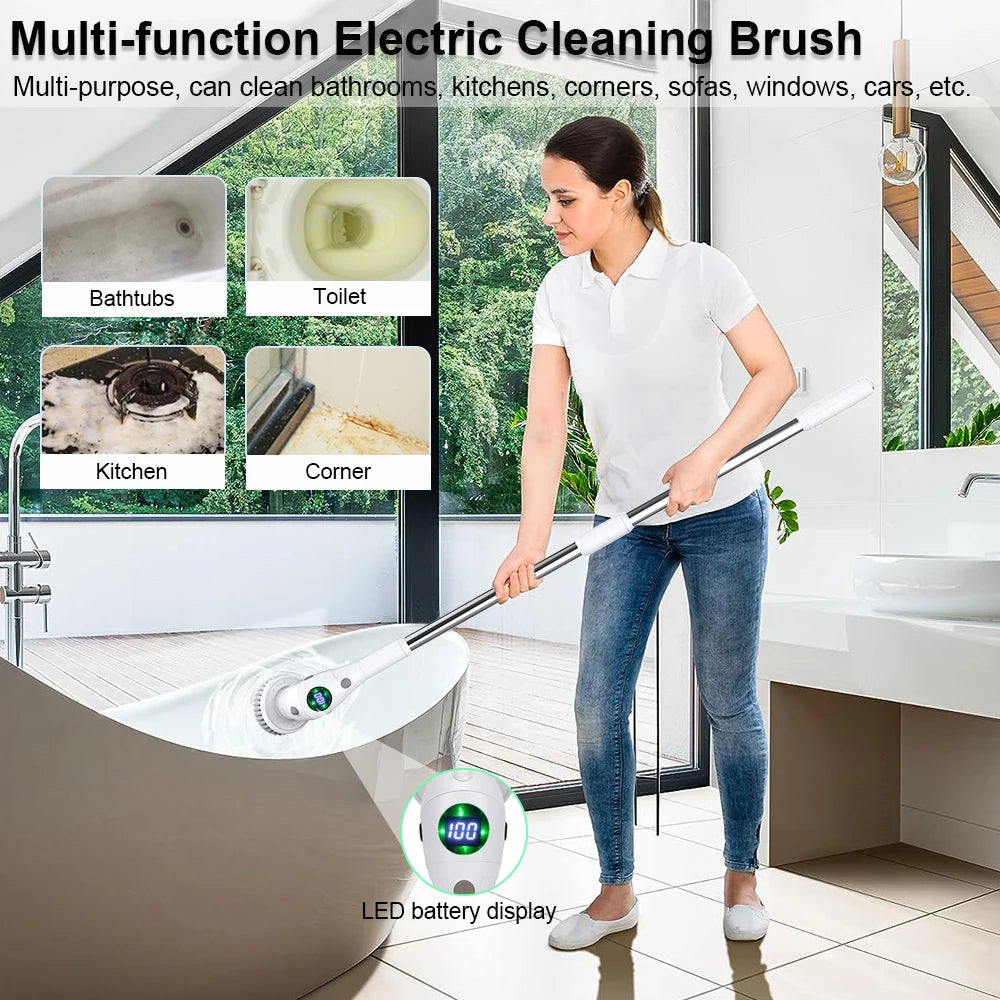 Multi-function Electric Cleaning Brush
Multi-purpose, can clean bathrooms, kitchens, corners, sofas, windows, cars, etc.
Bathtubs
Toilet
Kitchen
Corner
100
100
LED battery display